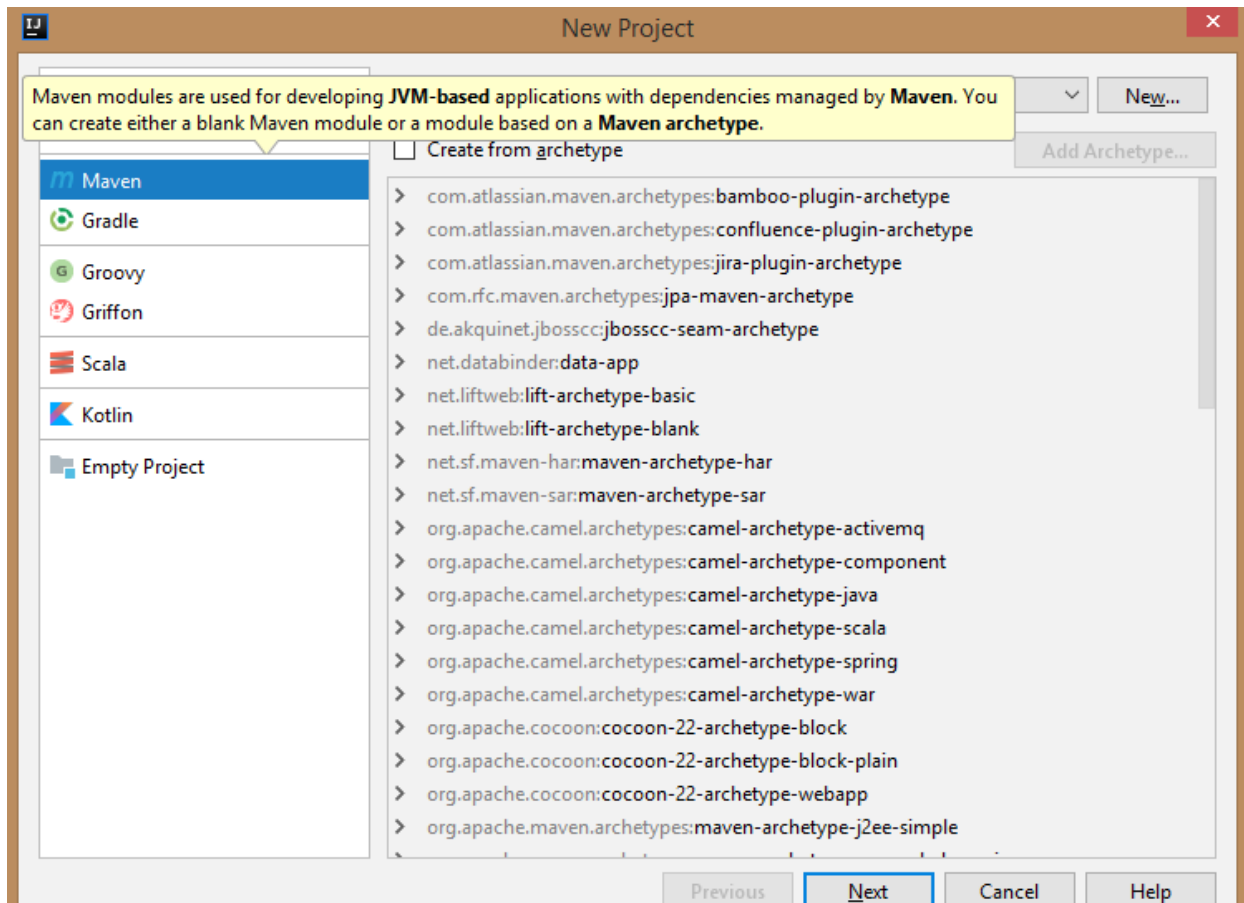 IJ
New Project
Maven modules are used for developing JVM-based applications with dependencies managed by Maven. You
can create either a blank Maven module or a module based on a Maven archetype.
New...
Create from archetype
Add Archetype...
m Maven
Gradle
G Groovy
Griffon
Scala
Kotlin
Empty Project
com.atlassian.maven.archetypes:bamboo-plugin-archetype
com.atlassian.maven.archetypes:confluence-plugin-archetype
com.atlassian.maven.archetypes:jira-plugin-archetype
com.rfc.maven.archetypes:jpa-maven-archetype
de.akquinet.jbosscc:jbosscc-seam-archetype
net.databinder:data-app
net.liftweb:lift-archetype-basic
net.liftweb:lift-archetype-blank
net.sf.maven-har:maven-archetype-har
net.sf.maven-sar:maven-archetype-sar
org.apache.camel.archetypes:camel-archetype-activemq
org.apache.camel.archetypes:camel-archetype-component
org.apache.camel.archetypes:camel-archetype-java
org.apache.camel.archetypes:camel-archetype-scala
org.apache.camel.archetypes:camel-archetype-spring
org.apache.camel.archetypes:camel-archetype-war
org.apache.cocoon:cocoon-22-archetype-block
org.apache.cocoon:cocoon-22-archetype-block-plain
org.apache.cocoon:cocoon-22-archetype-webapp
org.apache.maven.archetypes:maven-archetype-j2ee-simple
Previous
Next
Cancel
Help